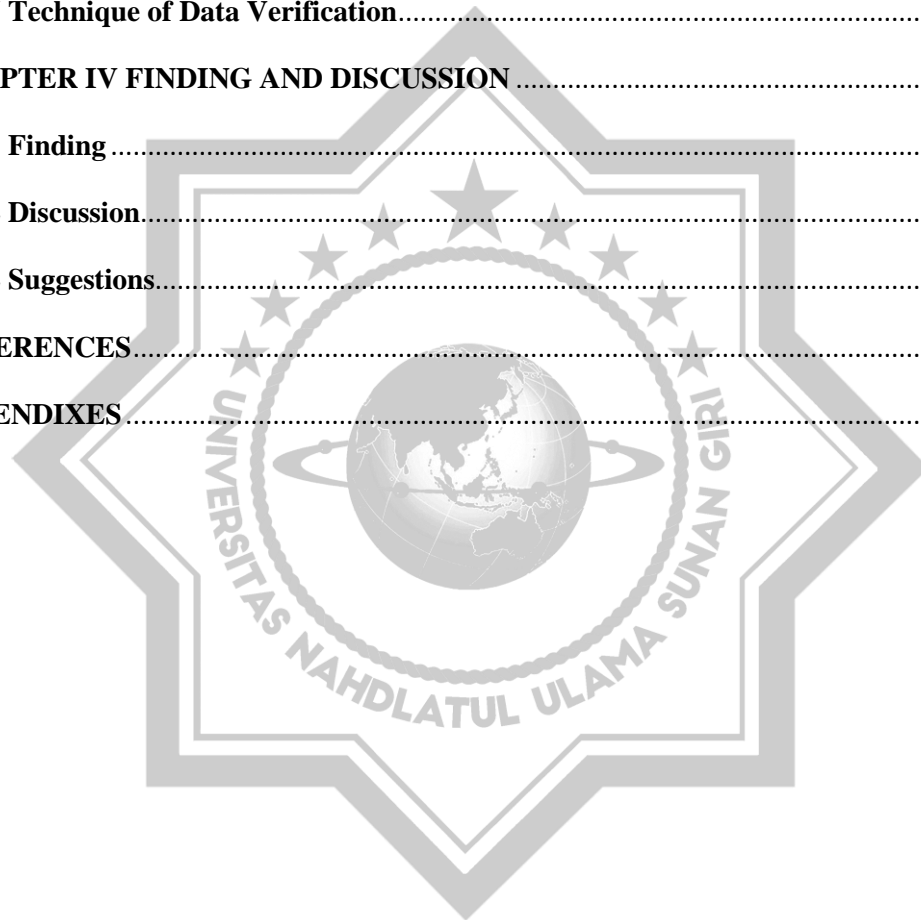 Technique of Data Verification........................................................................
PTER IV FINDING AND DISCUSSION.......................................................
Finding..............................................................................................................
Discussion.........................................................................................................
Suggestions.......................................................................................................
ERENCES..........................................................................................................
ENDIXES...........................................................................................................
UNIVERSITAS NAHDLATUL ULAMA SUNAN GIRI